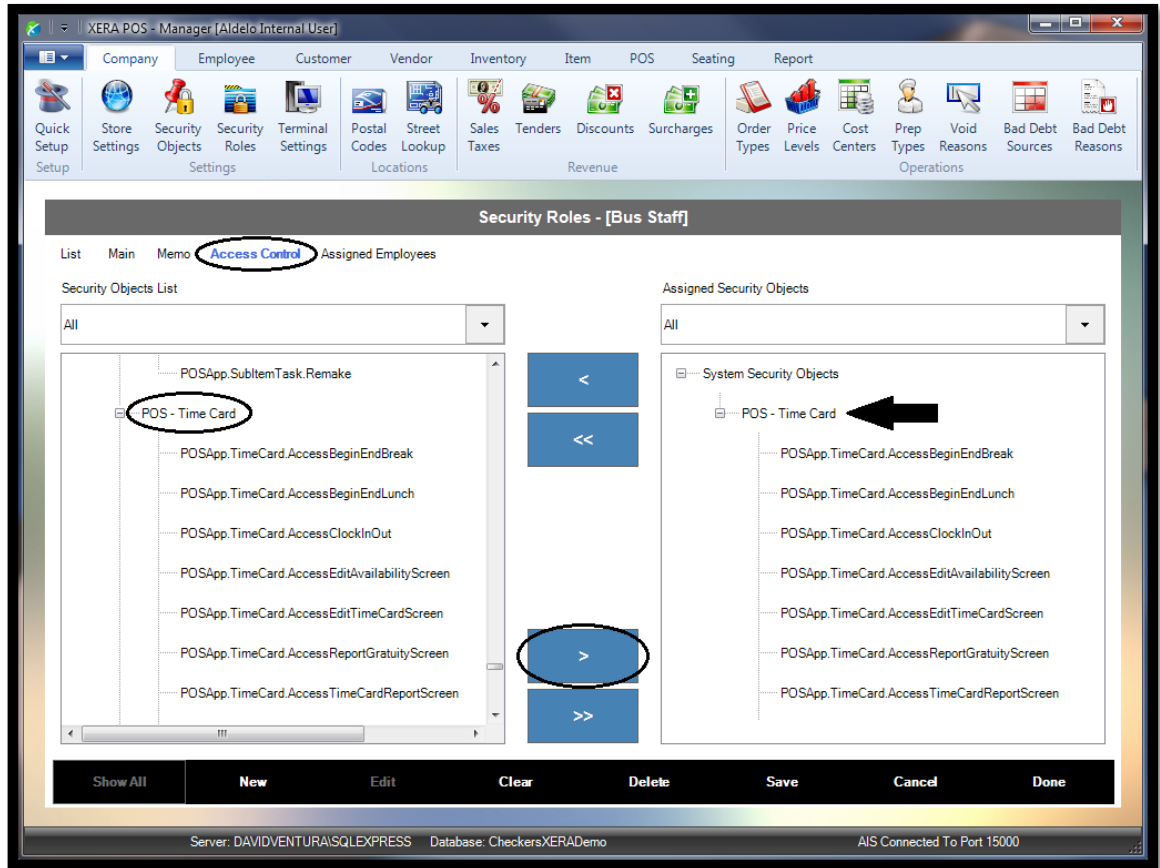 XERA POS - Manager [Aldelo Internal User]
Company Employee Customer Vendor Inventory Item POS Seating Report
Quick Setup
Store Settings
Security Objects
Security Roles
Terminal Settings
Postal Codes
Street Lookup
Sales Taxes
Tenders
Discounts
Surcharges
Order Types
Price Levels
Cost Centers
Prep Types
Void Reasons
Bad Debt Sources
Bad Debt Reasons
Setup Settings Locations Revenue Operations
Security Roles - [Bus Staff]
List Main Memo Access Control Assigned Employees
Security Objects List
All
POSApp.SubItemTask.Remake
POS - Time Card
POSApp.TimeCard.AccessBeginEndBreak
POSApp.TimeCard.AccessBeginEndLunch
POSApp.TimeCard.AccessClockInOut
POSApp.TimeCard.AccessEditAvailabilityScreen
POSApp.TimeCard.AccessEditTimeCardScreen
POSApp.TimeCard.AccessReportGratuityScreen
POSApp.TimeCard.AccessTimeCardReportScreen
<
<<
>
>>
Assigned Security Objects
All
System Security Objects
POS - Time Card
POSApp.TimeCard.AccessBeginEndBreak
POSApp.TimeCard.AccessBeginEndLunch
POSApp.TimeCard.AccessClockInOut
POSApp.TimeCard.AccessEditAvailabilityScreen
POSApp.TimeCard.AccessEditTimeCardScreen
POSApp.TimeCard.AccessReportGratuityScreen
POSApp.TimeCard.AccessTimeCardReportScreen
Show All New Edit Clear Delete Save Cancel Done
Server: DAVIDVENTURA\SQLEXPRESS Database: CheckersXERADemo AIS Connected To Port 15000